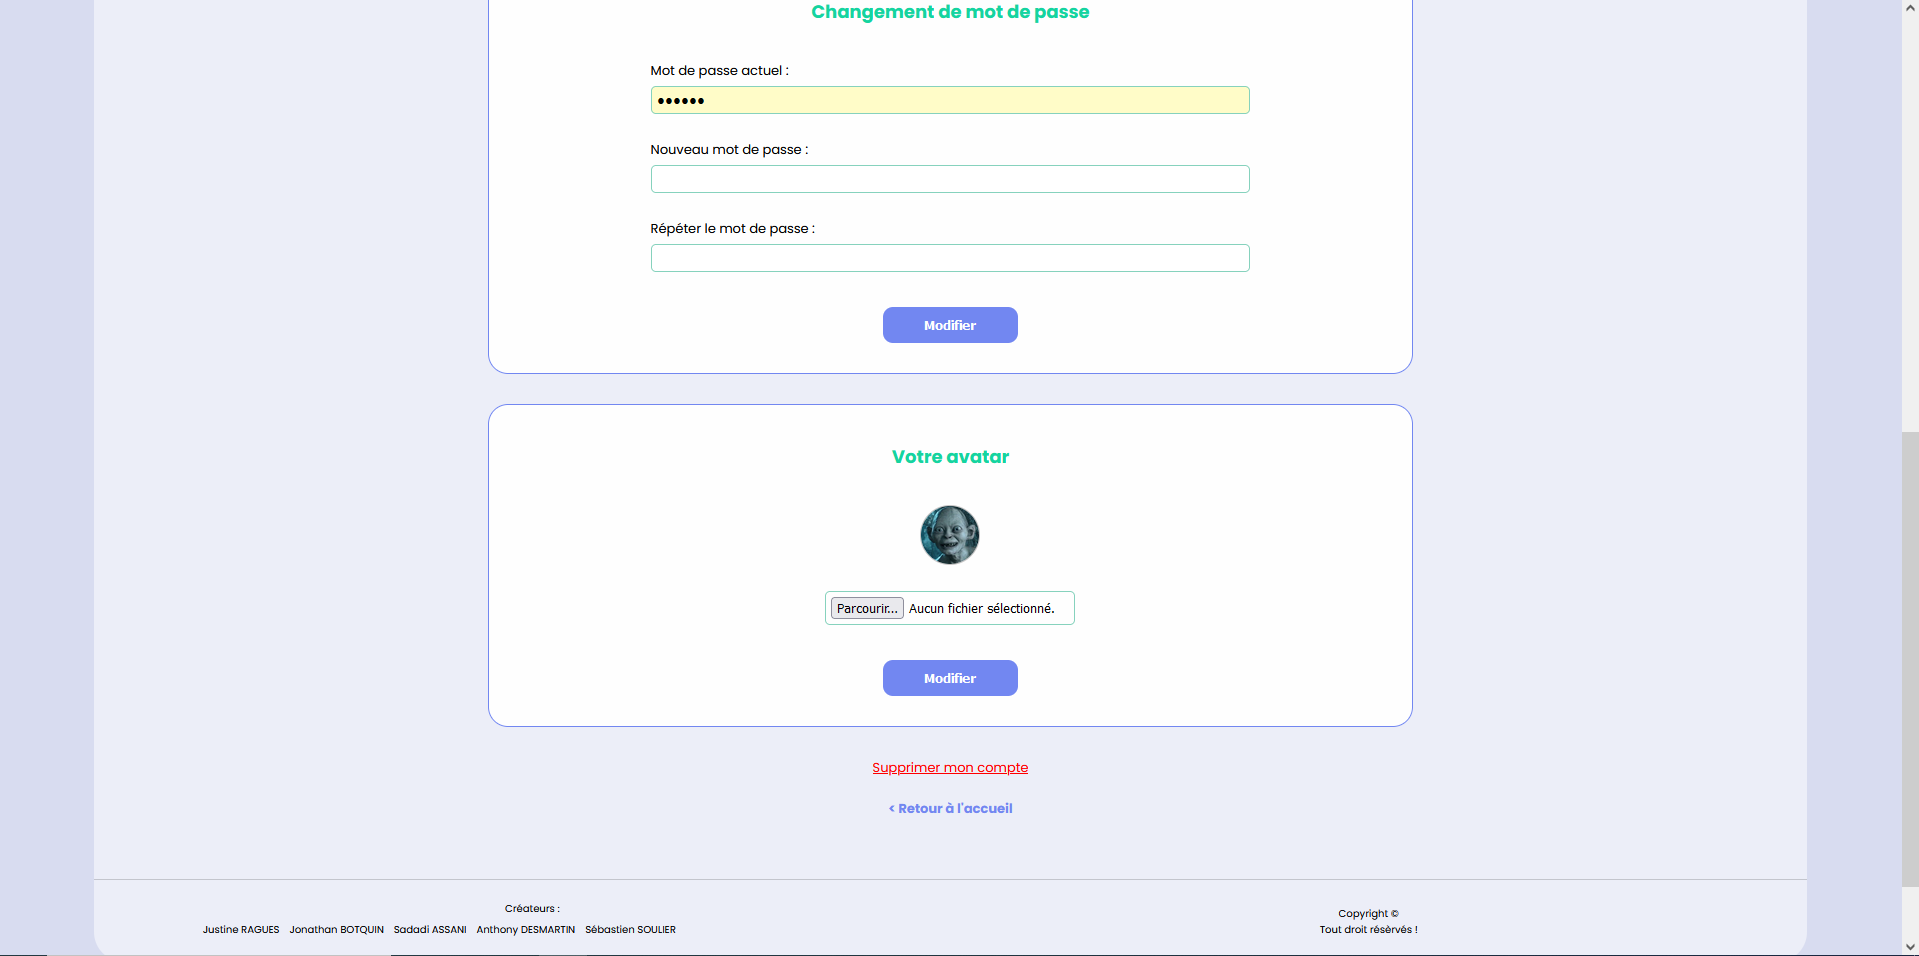 Changement de mot de passe
Mot de passe actuel :
●●●●●●
Nouveau mot de passe :
Répéter le mot de passe :
Modifier
Votre avatar
Parcourir... Aucun fichier sélectionné.
Modifier
Supprimer mon compte
< Retour à l'accueil
Créateurs :
Justine RAGUES Jonathan BOTQUIN Sadadi ASSANI Anthony DESMARTIN Sébastien SOULIER
Copyright ©
Tout droit résèrvés !